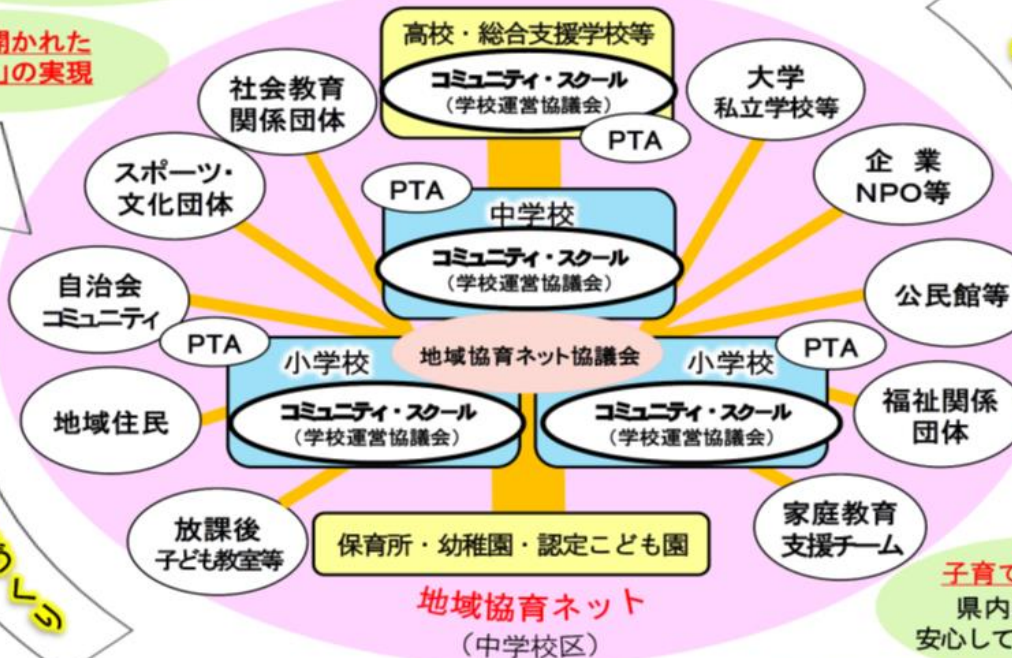 開かれた
」の実現
高校・総合支援学校等
コミュニティ・スクール
(学校運営協議会)
PTA
社会教育
関係団体
大学
私立学校等
スポーツ・
文化団体
企 業
NPO等
PTA
中学校
コミュニティ・スクール
(学校運営協議会)
自治会
コミュニティ
公民館等
PTA
小学校
地域協育ネット協議会
小学校
PTA
コミュニティ・スクール
(学校運営協議会)
コミュニティ・スクール
(学校運営協議会)
地域住民
福祉関係
団体
放課後
子ども教室等
保育所・幼稚園・認定こども園
家庭教育
支援チーム
地域協育ネット
(中学校区)
づくり
子育て
県内
安心して